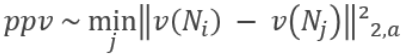 ppv ~ min_j ‖v(N_i) − v(N_j)‖²_{2,a}